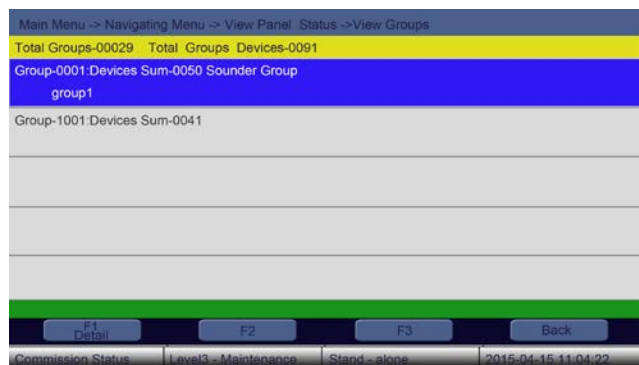 Main Menu -> Navigating Menu -> View Panel Status ->View Groups
Total Groups-00029 Total Groups Devices-0091
Group-0001:Devices Sum-0050 Sounder Group
group1
Group-1001:Devices Sum-0041
F1
Detail
F2
F3
Back
Commission Status
Level3 - Maintenance
Stand - alone
2015-04-15 11:04:22